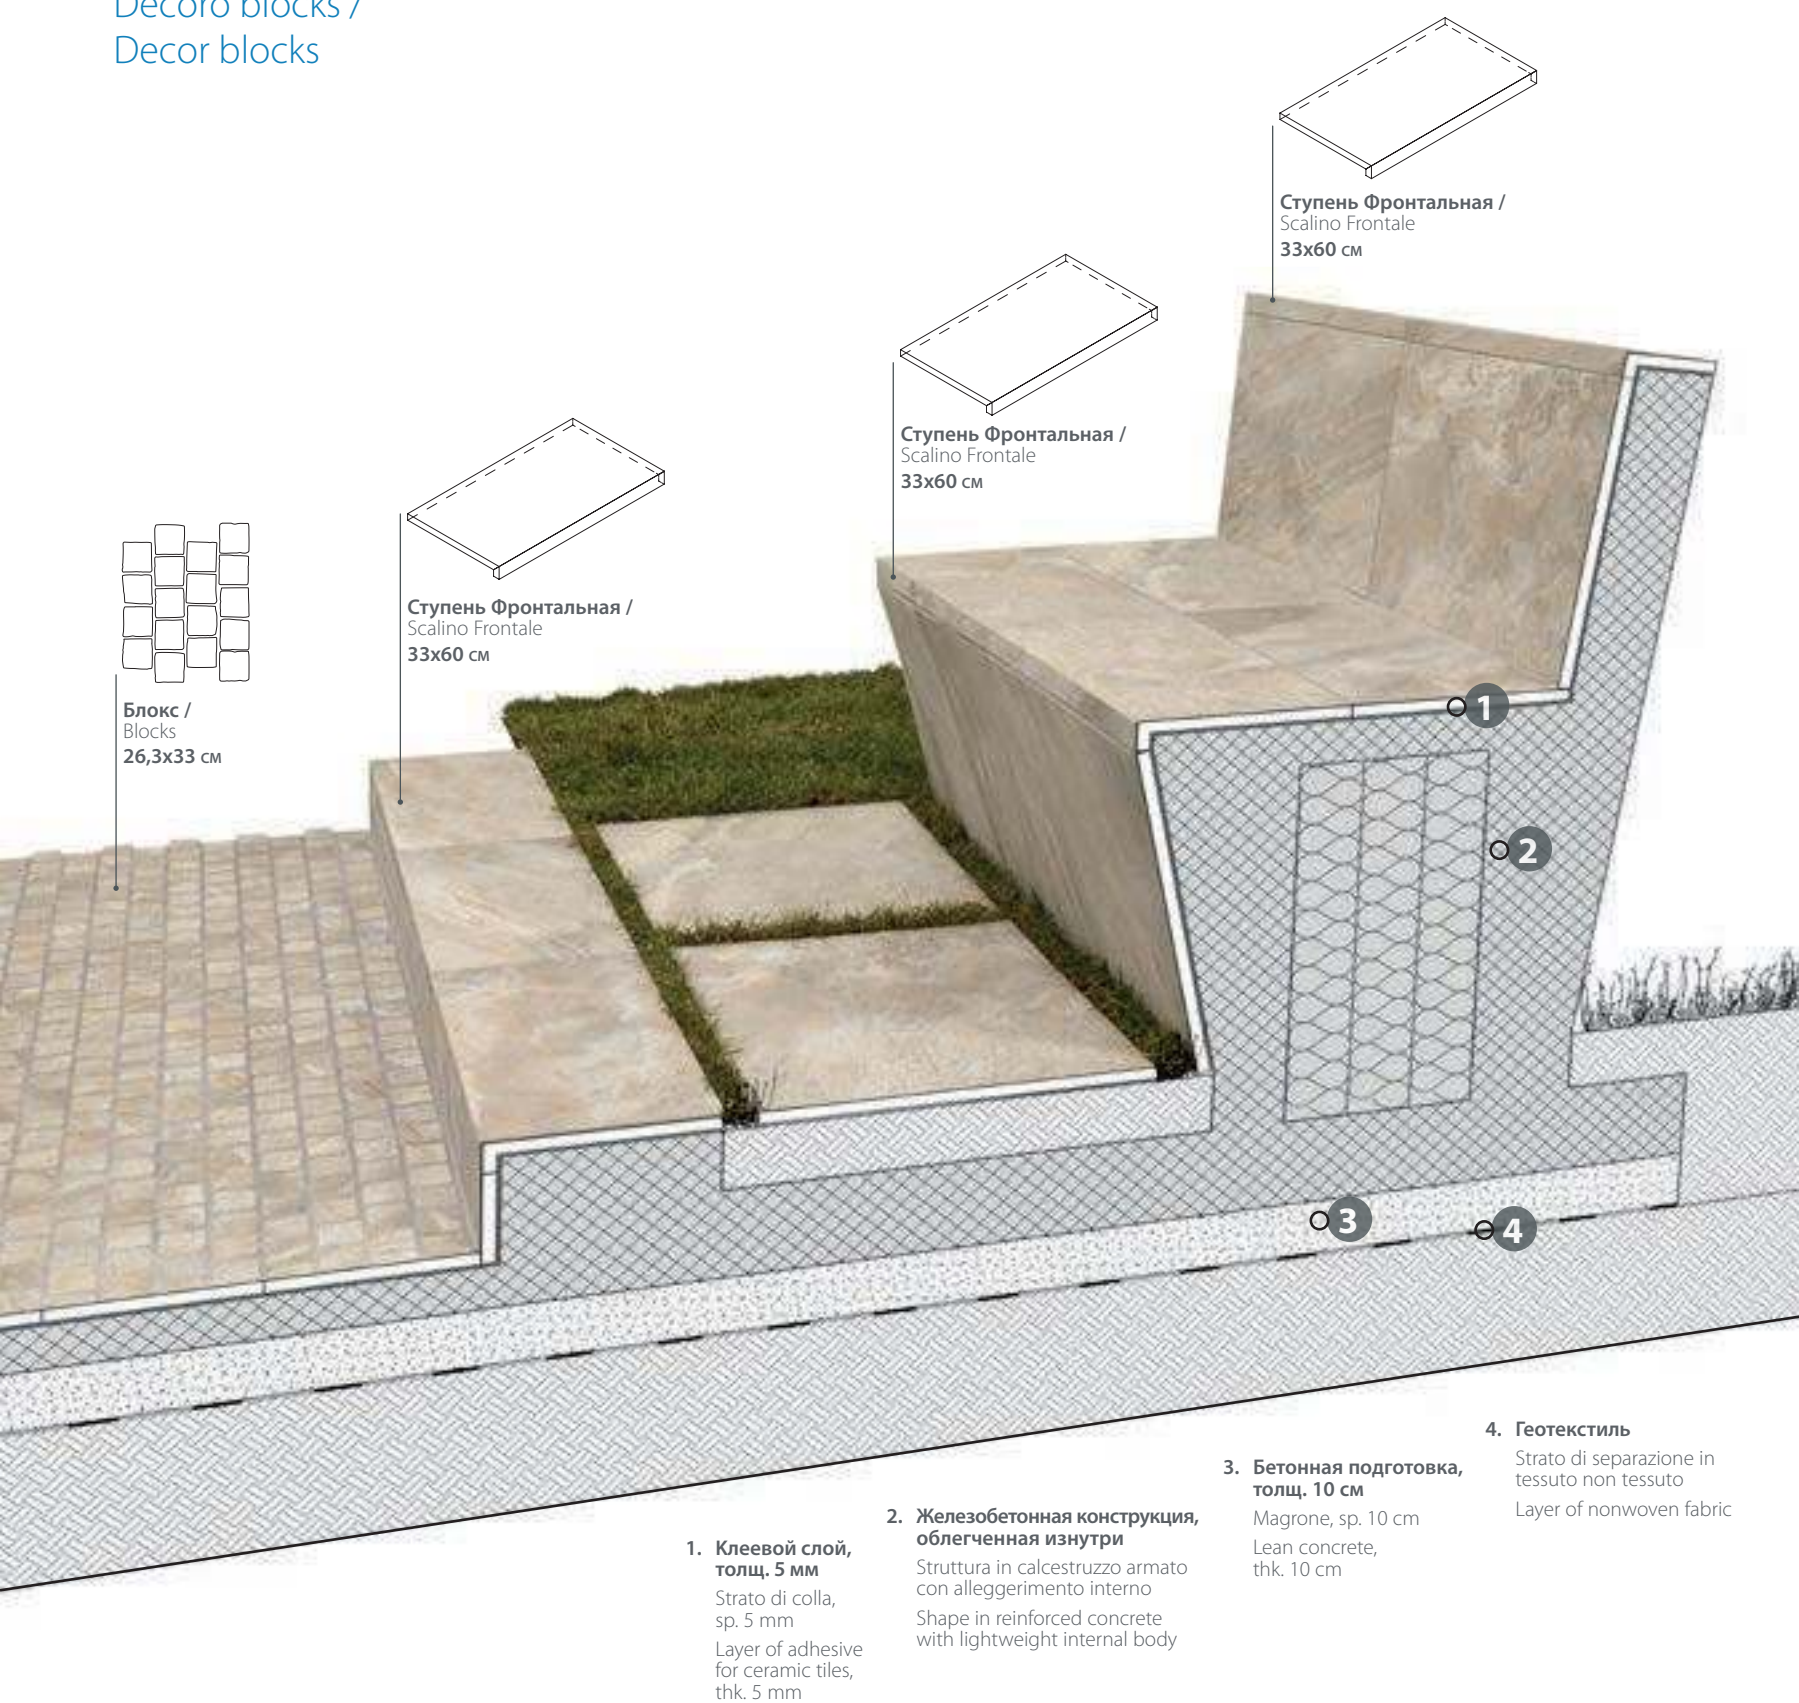 Decoro blocks /
Decor blocks
Ступень Фронтальная /
Scalino Frontale
33x60 см
Ступень Фронтальная /
Scalino Frontale
33x60 см
Ступень Фронтальная /
Scalino Frontale
33x60 см
Блокс /
Blocks
26,3x33 см
1
2
3
4
1. Клеевой слой,
толщ. 5 мм
Strato di colla,
sp. 5 mm
Layer of adhesive
for ceramic tiles,
thk. 5 mm
2. Железобетонная конструкция,
облегченная изнутри
Struttura in calcestruzzo armato
con alleggerimento interno
Shape in reinforced concrete
with lightweight internal body
3. Бетонная подготовка,
толщ. 10 см
Magrone, sp. 10 cm
Lean concrete,
thk. 10 cm
4. Геотекстиль
Strato di separazione in
tessuto non tessuto
Layer of nonwoven fabric